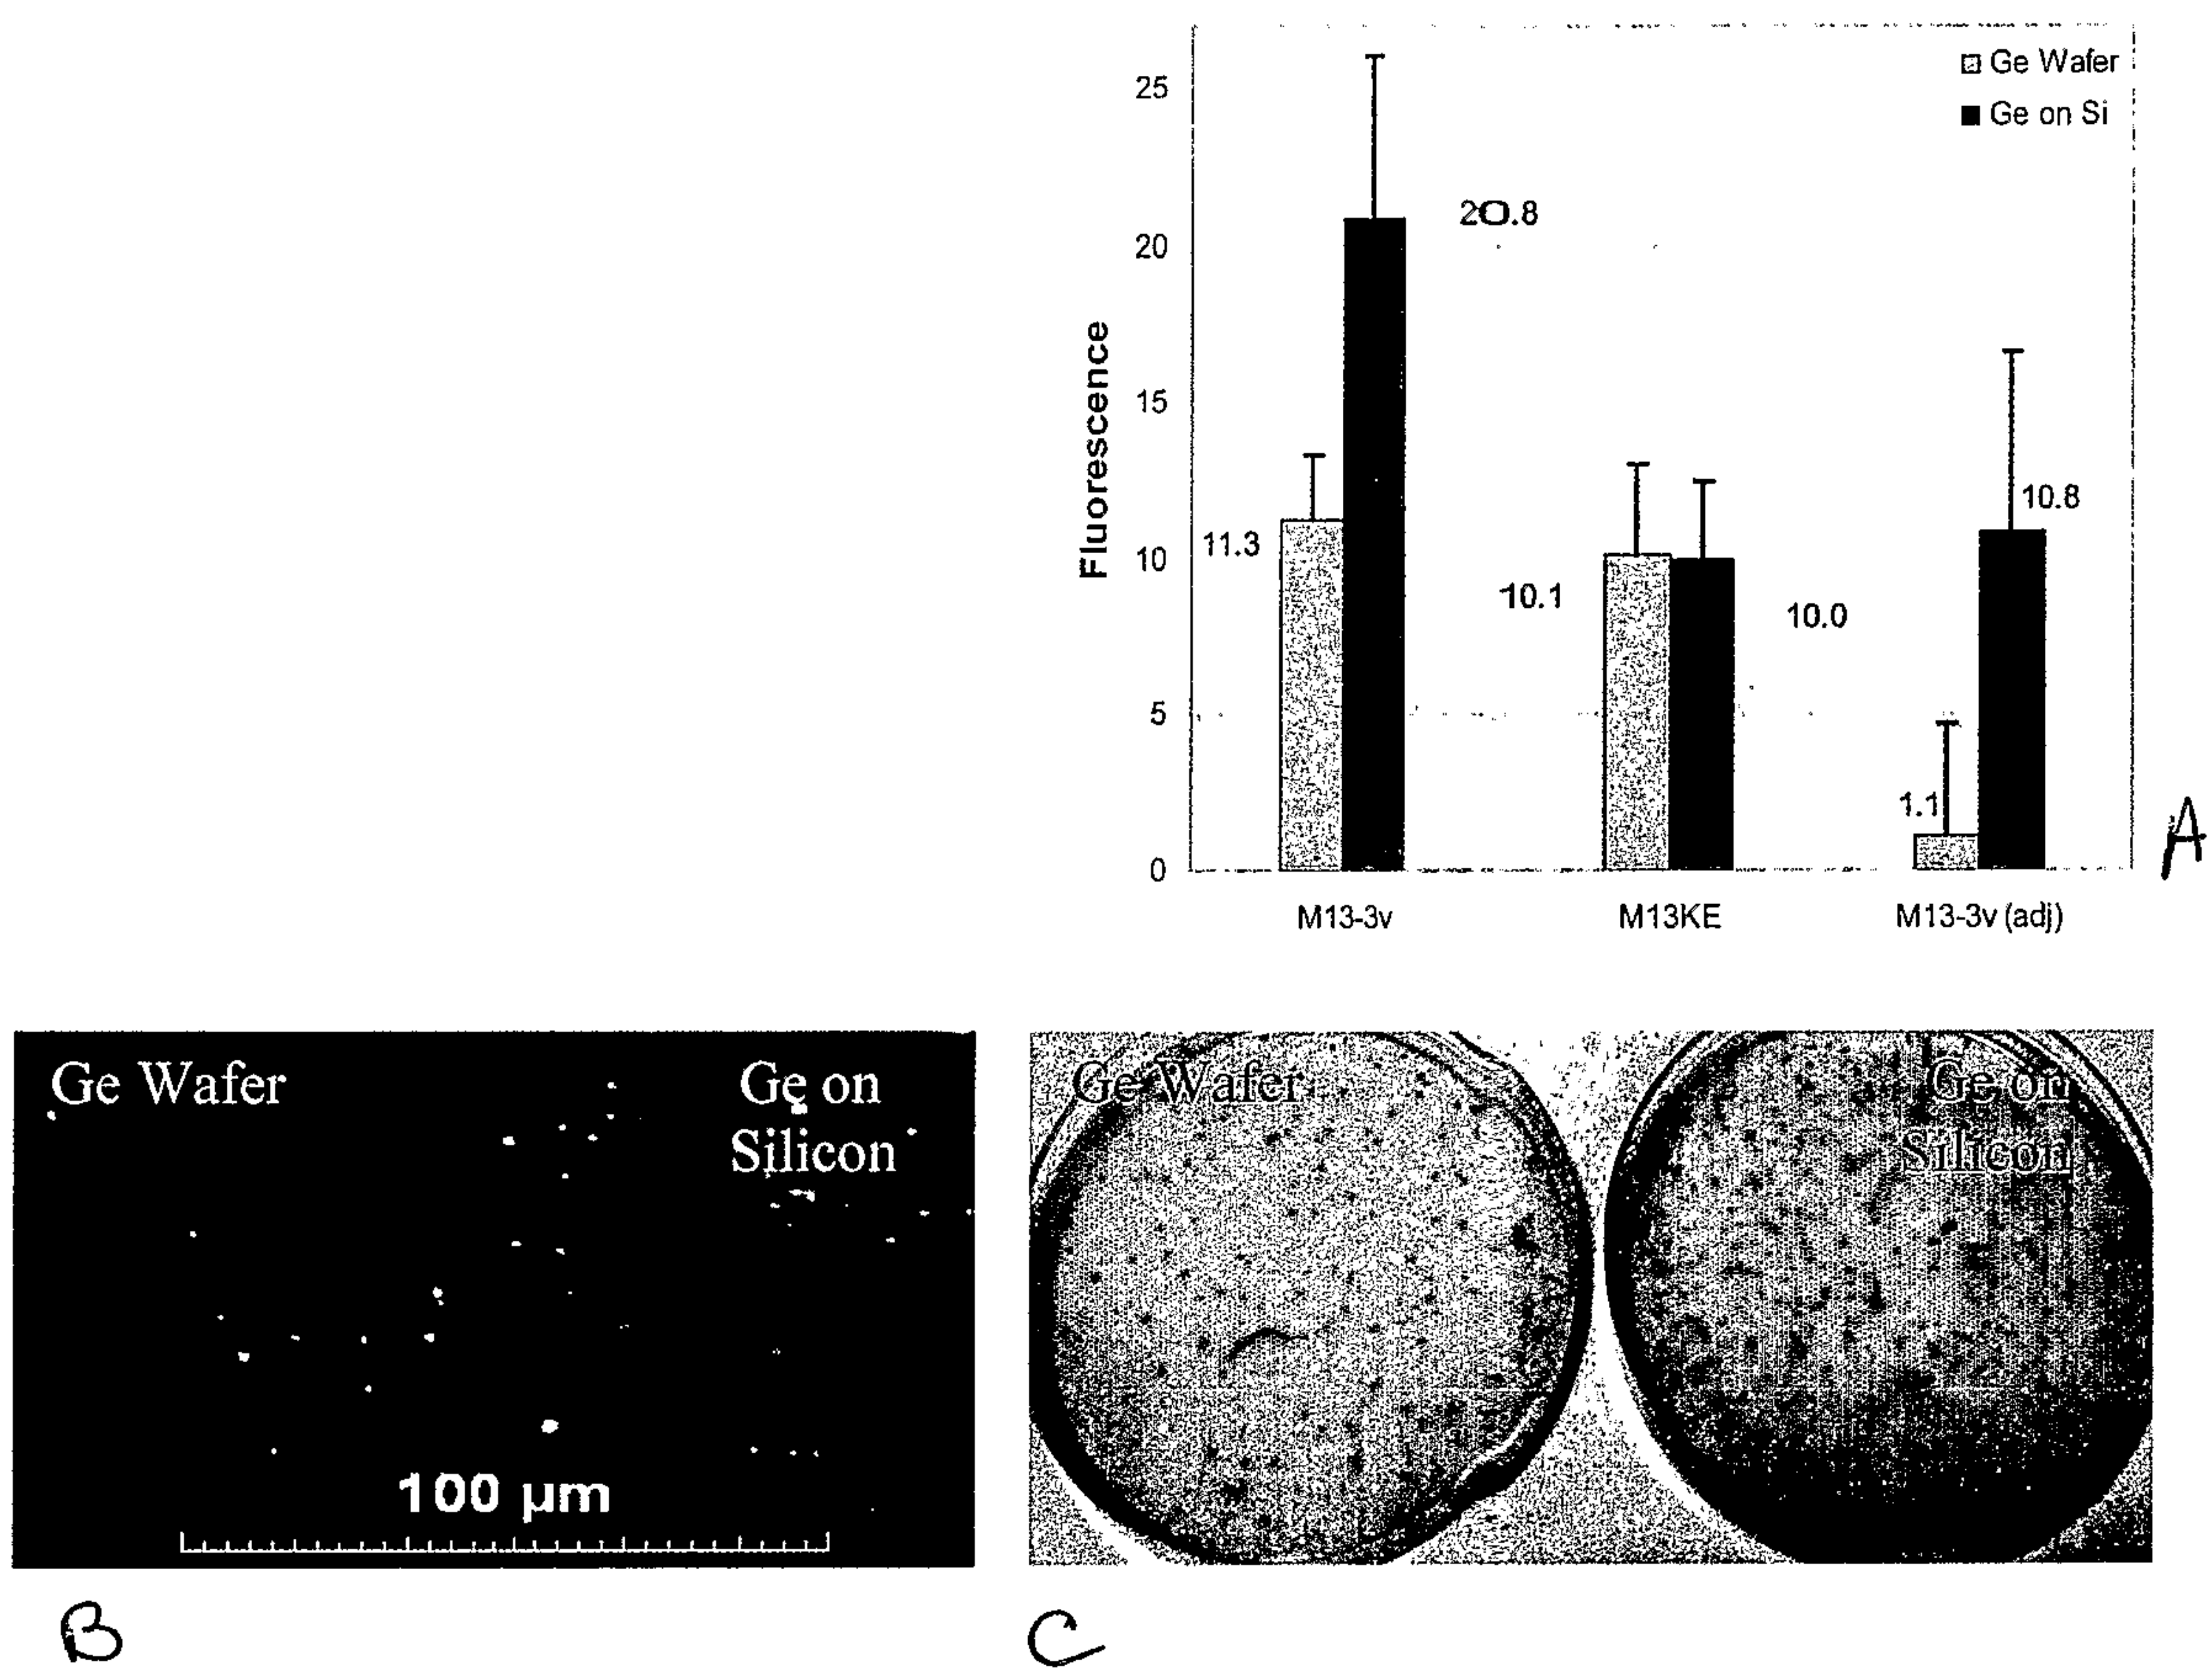 Ge Wafer
Ge on Si
25
20
15
10
5
0
Fluorescence
20.8
11.3
10.1
10.0
10.8
1.1
M13-3v
M13KE
M13-3v (adj)
A
Ge Wafer
Ge on
Silicon
100 µm
B
Ge Wafer
Ge on
Silicon
C